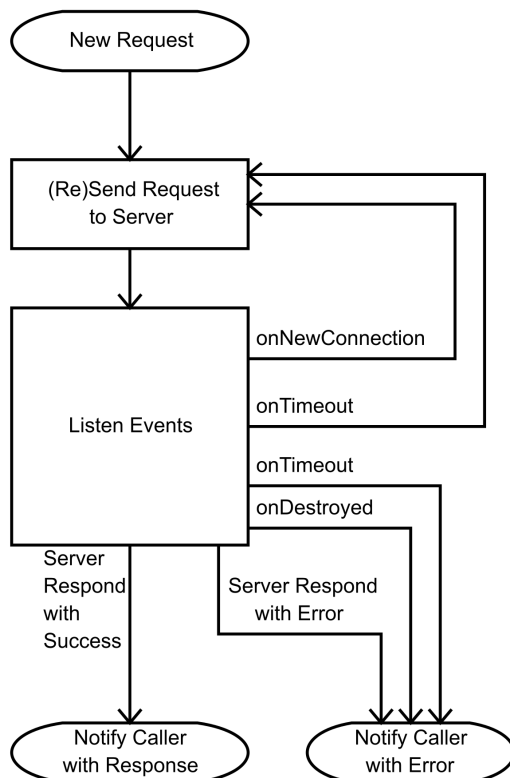 New Request
(Re)Send Request
to Server
onNewConnection
onTimeout
Listen Events
onTimeout
onDestroyed
Server
Respond
with
Success
Server Respond
with Error
Notify Caller
with Response
Notify Caller
with Error